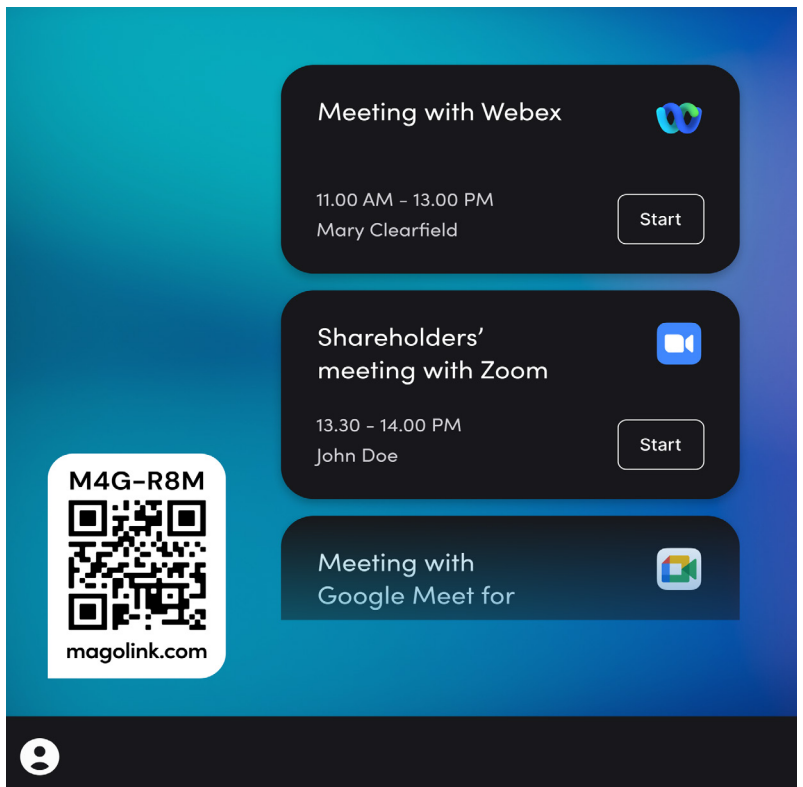 Meeting with Webex
11.00 AM – 13.00 PM
Mary Clearfield
Start
Shareholders’
meeting with Zoom
13.30 – 14.00 PM
John Doe
Start
Meeting with
Google Meet for
M4G–R8M
magolink.com